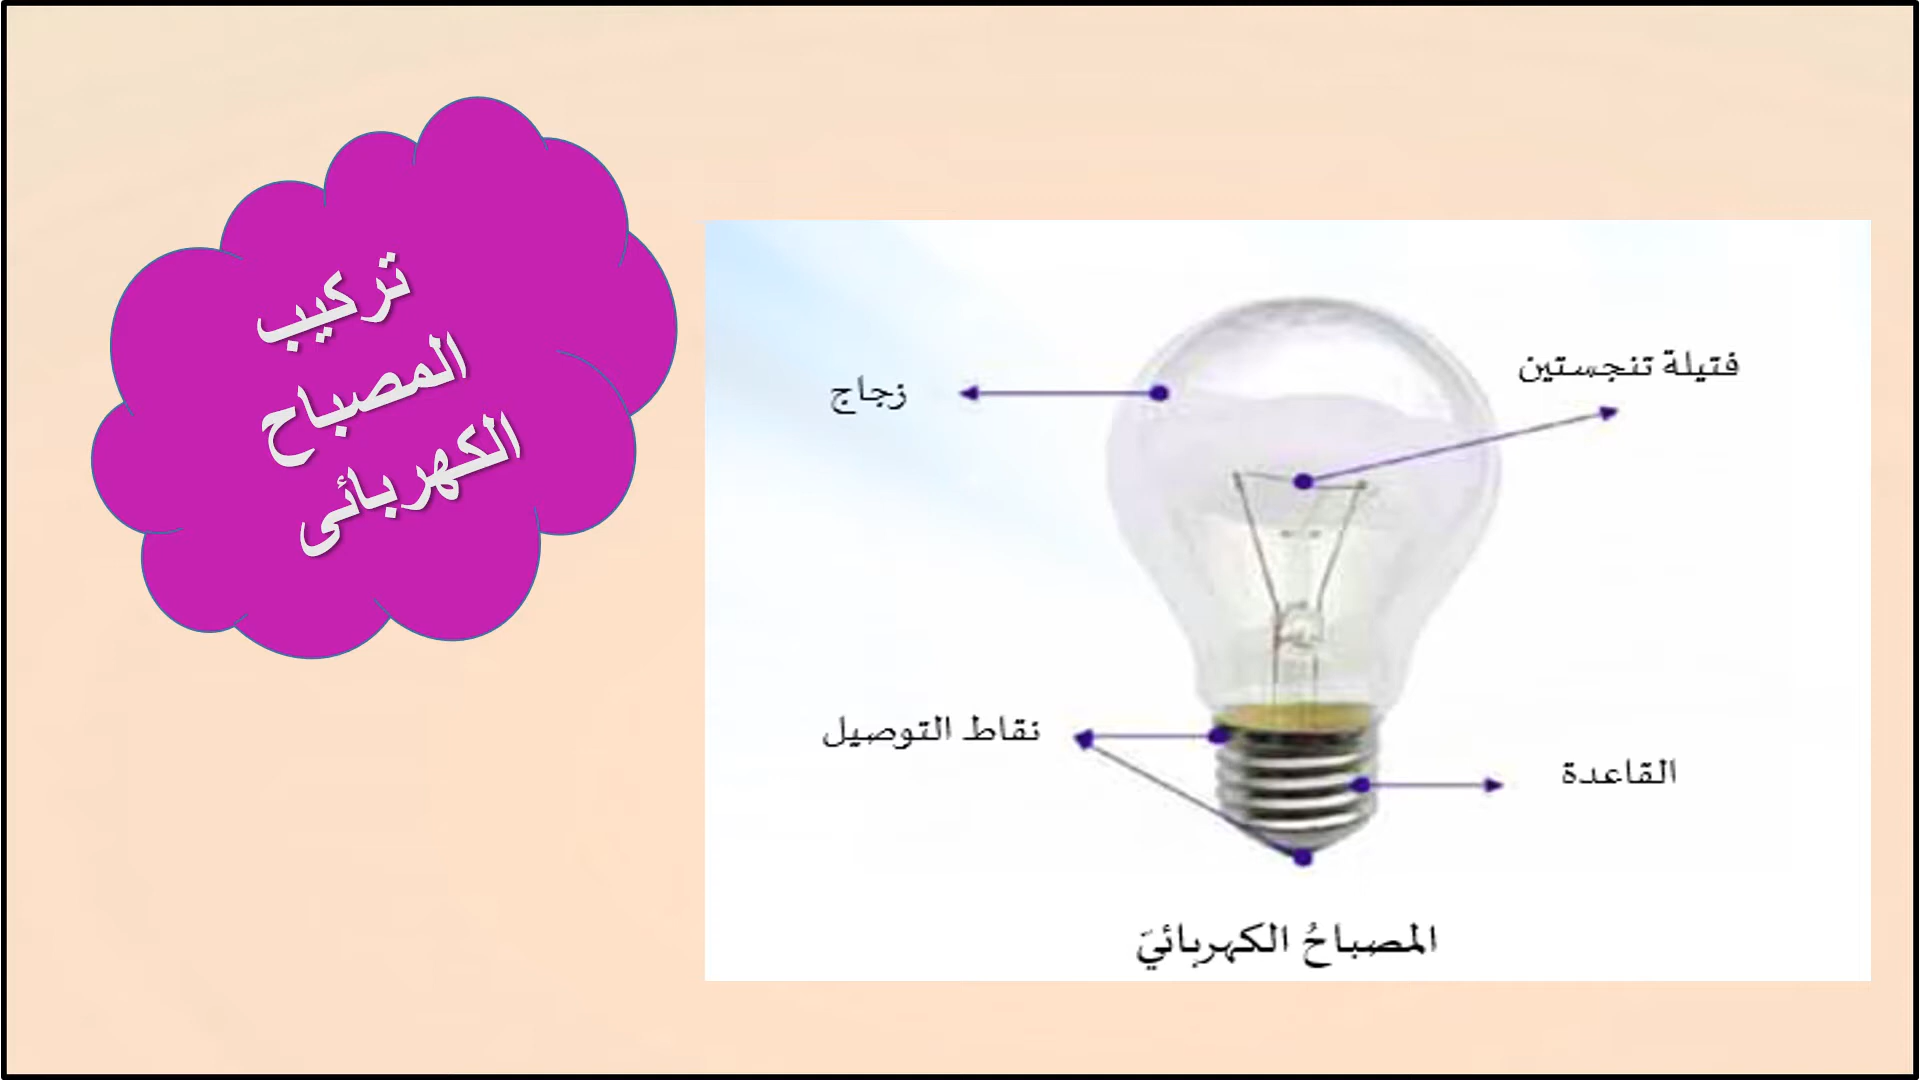 تركيب
المصباح
الكهربائى
فتيلة تنجستين
زجاج
نقاط التوصيل
القاعدة
المصباحُ الكهربائيَ